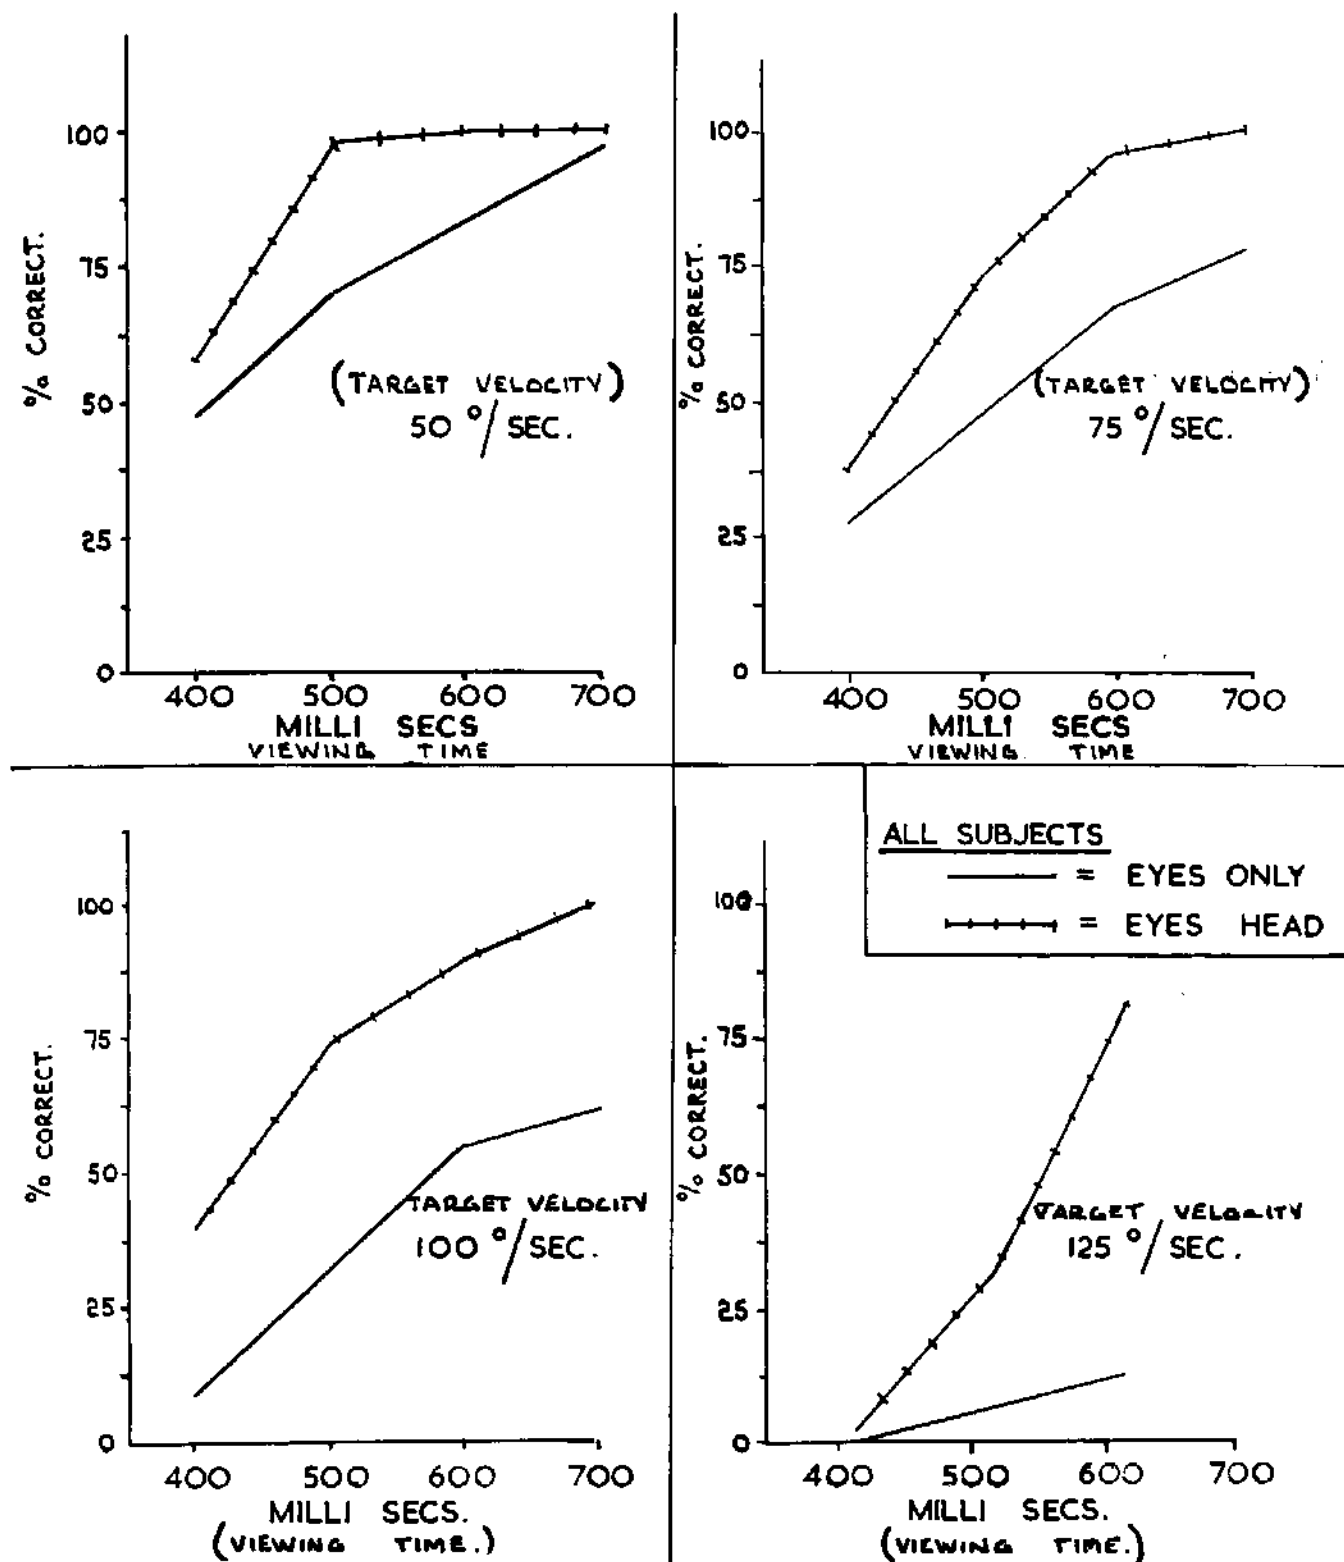 100
75
50
25
0
% CORRECT.
(TARGET VELOCITY)
50 °/SEC.
400 500 600 700
MILLI SECS
VIEWING TIME
100
75
50
25
0
% CORRECT.
(TARGET VELOCITY)
75 °/SEC.
400 500 600 700
MILLI SECS
VIEWING TIME
100
75
50
25
0
% CORRECT.
TARGET VELOCITY
100 °/SEC.
400 500 600 700
MILLI SECS.
(VIEWING TIME.)
ALL SUBJECTS
= EYES ONLY
= EYES HEAD
100
75
50
25
0
% CORRECT.
TARGET VELOCITY
125 °/SEC.
400 500 600 700
MILLI SECS.
(VIEWING TIME.)